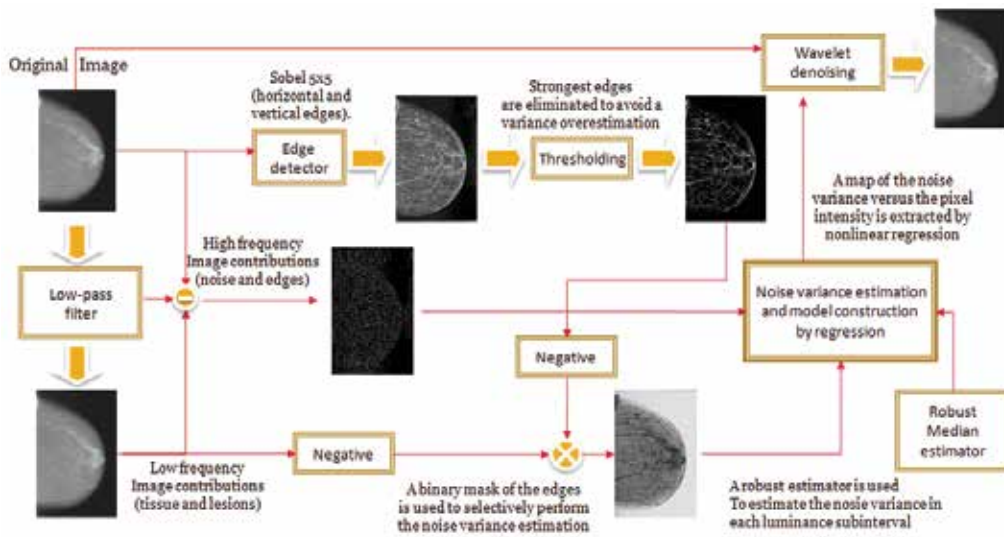 Original Image
Sobel 5x5
(horizontal and
vertical edges).
Edge
detector
Strongest edges
are eliminated to avoid a
variance overestimation
Thresholding
Wavelet
denoising
A map of the noise
variance versus the pixel
intensity is extracted by
nonlinear regression
High frequency
Image contributions
(noise and edges)
Low-pass
filter
Noise variance estimation
and model construction
by regression
Negative
Robust
Median
estimator
Low frequency
Image contributions
(tissue and lesions)
Negative
A binary mask of the edges
is used to selectively perform
the noise variance estimation
A robust estimator is used
To estimate the nosie variance in
each luminance subinterval